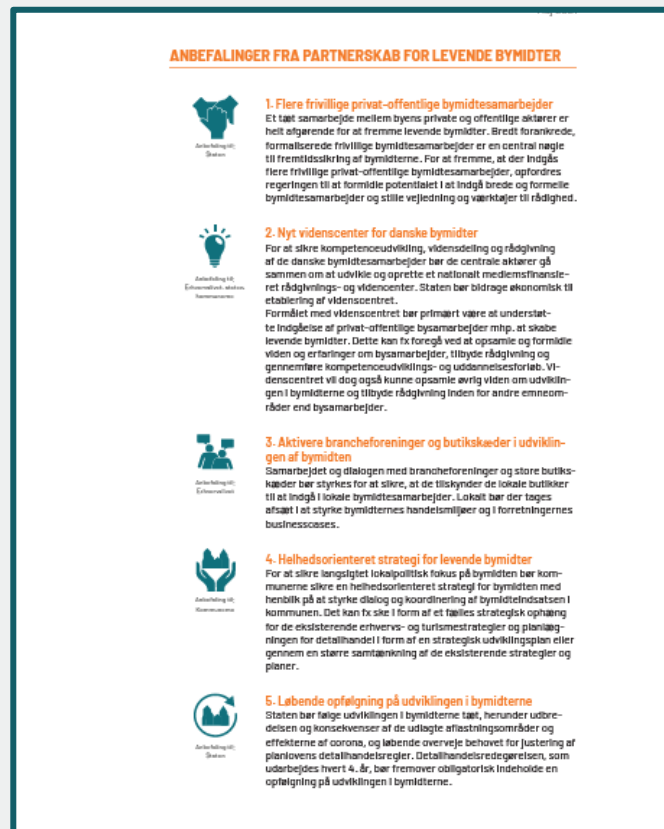 ANBEFALINGER FRA PARTNERSKAB FOR LEVENDE BYMIDTER
1. Flere frivillige privat-offentlige bymidtesamarbejder
Et tæt samarbejde mellem byens private og offentlige aktører er
helt afgørende for at fremme levende bymidter. Bredt forankrede,
formaliserede frivillige bymidtesamarbejder er en central nøgle
til fremtidssikring af bymidterne. For at fremme, at der indgås
flere frivillige privat-offentlige bymidtesamarbejder, opfordres
regeringen til at formidle potentialet i at indgå brede og formelle
bymidtesamarbejder og stille vejledning og værktøjer til rådighed.
Anbefaling til:
Staten
2. Nyt videnscenter for danske bymidter
For at sikre kompetenceudvikling, vidensdeling og rådgivning
af de danske bymidtesamarbejder bør de centrale aktører gå
sammen om at udvikle og oprette et nationalt medlemsfinansie-
ret rådgivnings- og videncenter. Staten bør bidrage økonomisk til
etablering af videnscentret.
Formålet med videnscentret bør primært være at understøt-
te indgåelse af privat-offentlige bysamarbejder mhp. at skabe
levende bymidter. Dette kan fx foregå ved at opsamle og formidle
viden og erfaringer om bysamarbejder, tilbyde rådgivning og
gennemføre kompetenceudviklings- og uddannelsesforløb. Vi-
denscentret vil dog også kunne opsamle øvrig viden om udviklin-
gen i bymidterne og tilbyde rådgivning inden for andre emneom-
råder end bysamarbejder.
Anbefaling til:
Erhvervslivet, staten,
kommunerne
3. Aktivere brancheforeninger og butikskæder i udviklin-
gen af bymidten
Samarbejdet og dialogen med brancheforeninger og store butiks-
kæder bør styrkes for at sikre, at de tilskynder de lokale butikker
til at indgå i lokale bymidtesamarbejder. Lokalt bør der tages
afsæt i at styrke bymidternes handelsmiljøer og i forretningernes
businesscases.
Anbefaling til:
Erhvervslivet
4. Helhedsorienteret strategi for levende bymidter
For at sikre langsigtet lokalpolitisk fokus på bymidten bør kom-
munerne sikre en helhedsorienteret strategi for bymidten med
henblik på at styrke dialog og koordinering af bymidteindsatsen i
kommunen. Det kan fx ske i form af et fælles strategisk ophæng
for de eksisterende erhvervs- og turismestrategier og planlæg-
ningen for detailhandel i form af en strategisk udviklingsplan eller
gennem en større samtænkning af de eksisterende strategier og
planer.
Anbefaling til:
Kommunerne
5. Løbende opfølgning på udviklingen i bymidterne
Staten bør følge udviklingen i bymidterne tæt, herunder udbre-
delsen og konsekvenser af de udlagte aflastningsområder og
effekterne af corona, og løbende overveje behovet for justering af
planlovens detailhandelsregler. Detailhandelsredegørelsen, som
udarbejdes hvert 4. år, bør fremover obligatorisk indeholde en
opfølgning på udviklingen i bymidterne.
Anbefaling til:
Staten